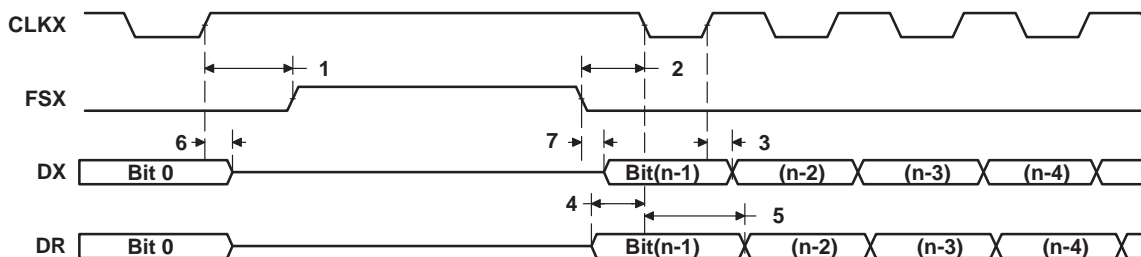 CLKX
1 2
FSX
6 7 3
DX Bit 0 Bit(n-1) (n-2) (n-3) (n-4)
4 5
DR Bit 0 Bit(n-1) (n-2) (n-3) (n-4)